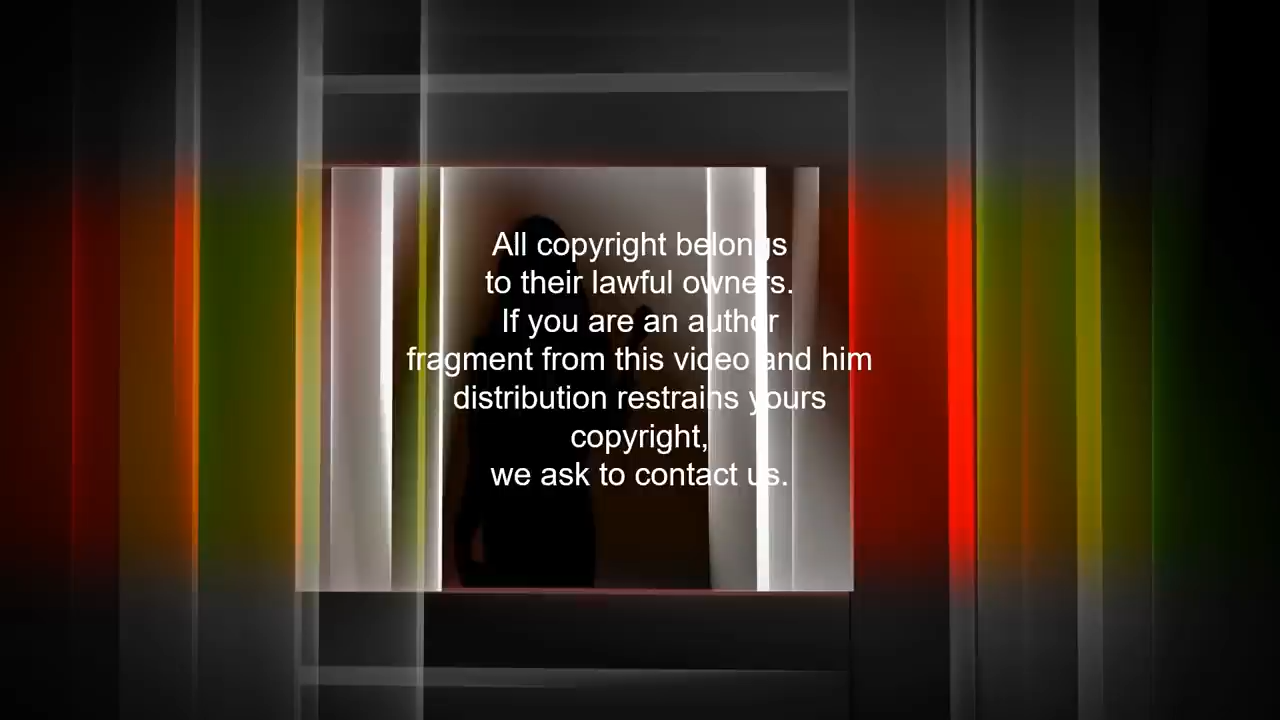 All copyright belongs
to their lawful owners.
If you are an author
fragment from this video and him
distribution restrains yours
copyright,
we ask to contact us.